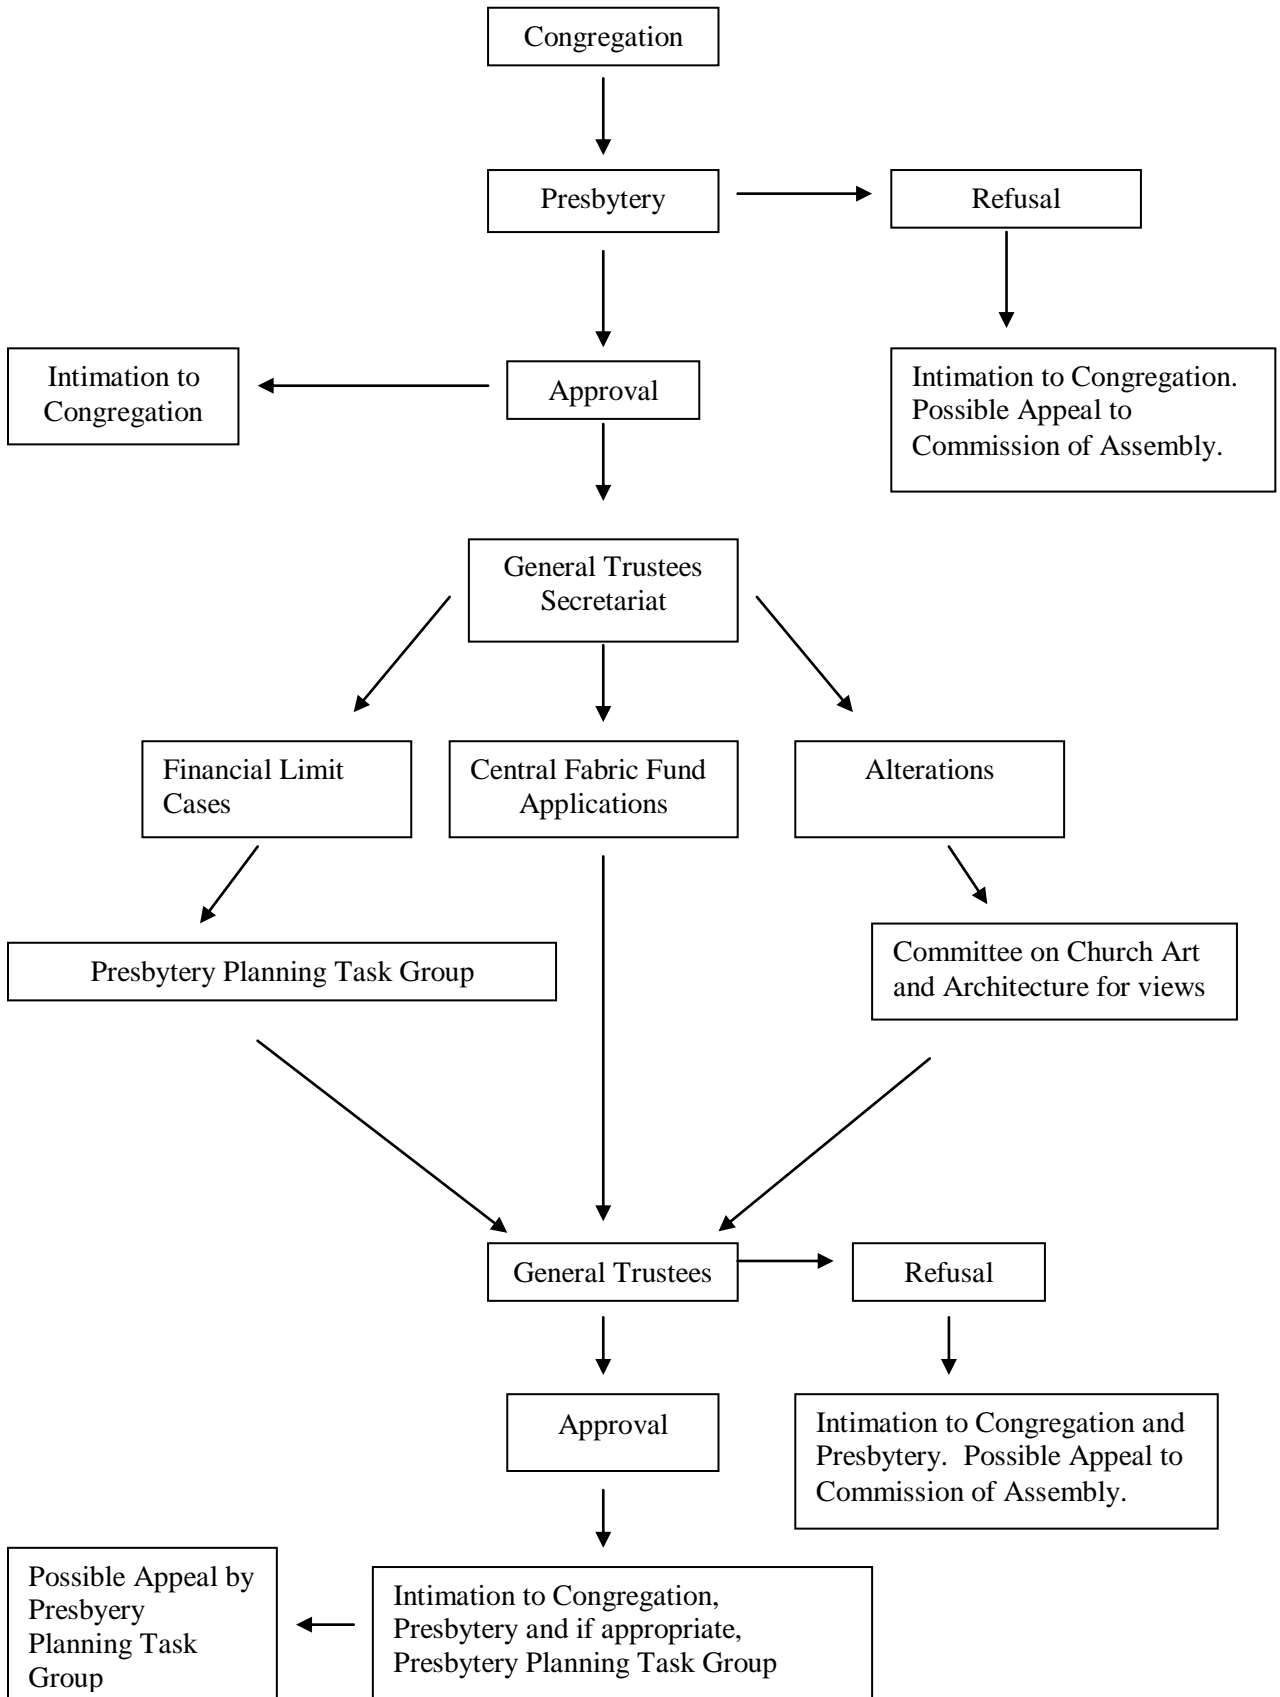 Congregation
Presbytery
Refusal
Intimation to
Congregation
Approval
Intimation to Congregation.
Possible Appeal to
Commission of Assembly.
General Trustees
Secretariat
Financial Limit
Cases
Central Fabric Fund
Applications
Alterations
Presbytery Planning Task Group
Committee on Church Art
and Architecture for views
General Trustees
Refusal
Approval
Intimation to Congregation and
Presbytery.  Possible Appeal to
Commission of Assembly.
Possible Appeal by
Presbyery
Planning Task
Group
Intimation to Congregation,
Presbytery and if appropriate,
Presbytery Planning Task Group